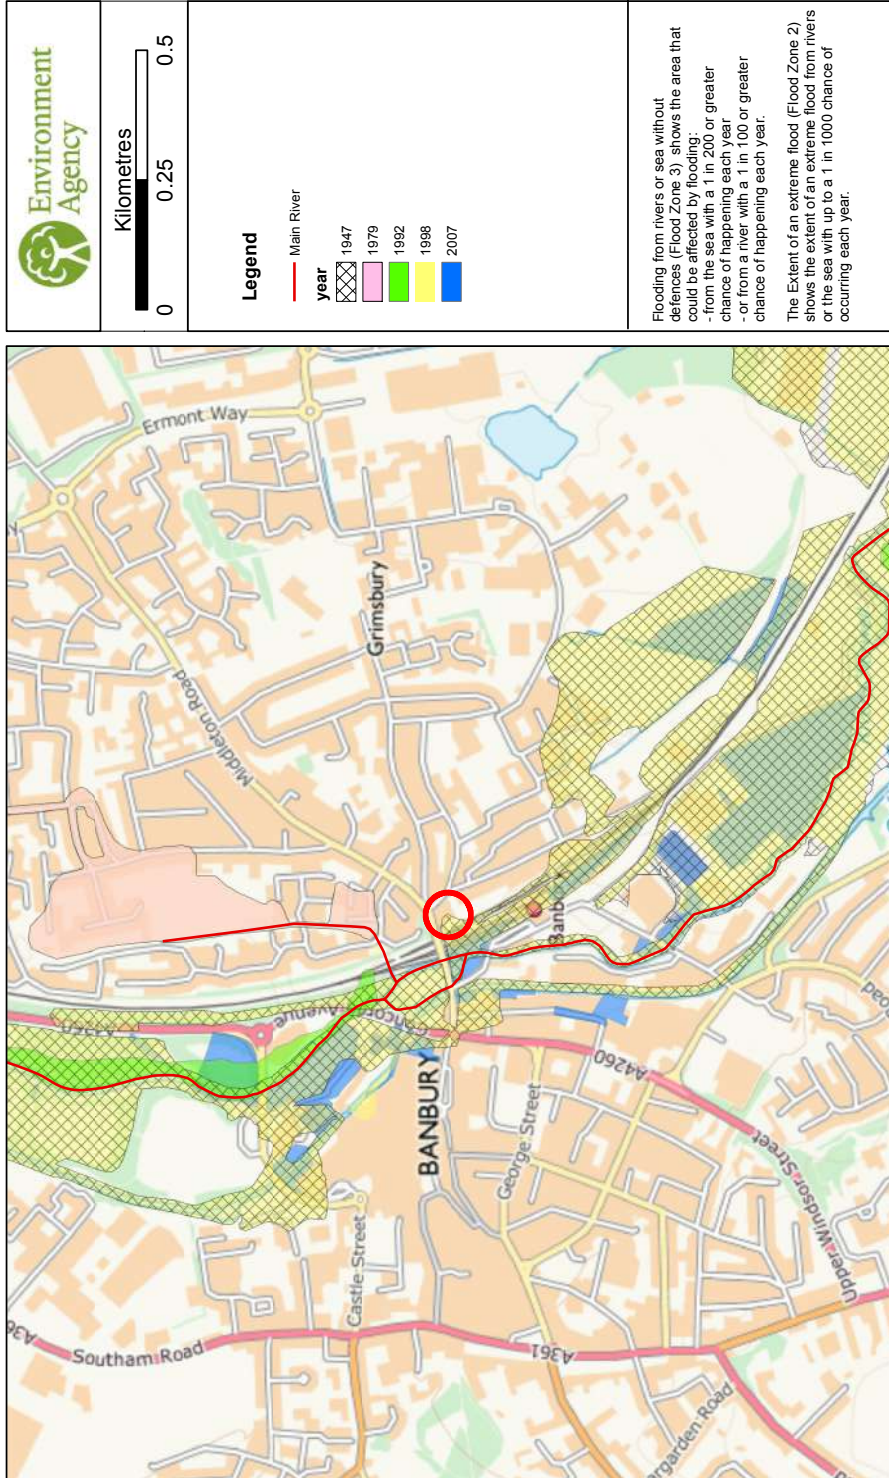 Environment
Agency
Kilometres
0
0.25
0.5
Legend
Main River
year
1947
1979
1992
1998
2007
Flooding from rivers or sea without
defences (Flood Zone 3) shows the area that
could be affected by flooding:
- from the sea with a 1 in 200 or greater
chance of happening each year
- or from a river with a 1 in 100 or greater
chance of happening each year.
The Extent of an extreme flood (Flood Zone 2)
shows the extent of an extreme flood from rivers
or the sea with up to a 1 in 1000 chance of
occurring each year.
Ermont Way
Middleton Road
Grimsbury
Concord Avenue
BANBURY
Banbury
Castle Street
George Street
A4260
Upper Windsor Street
Southam Road
A361
Road